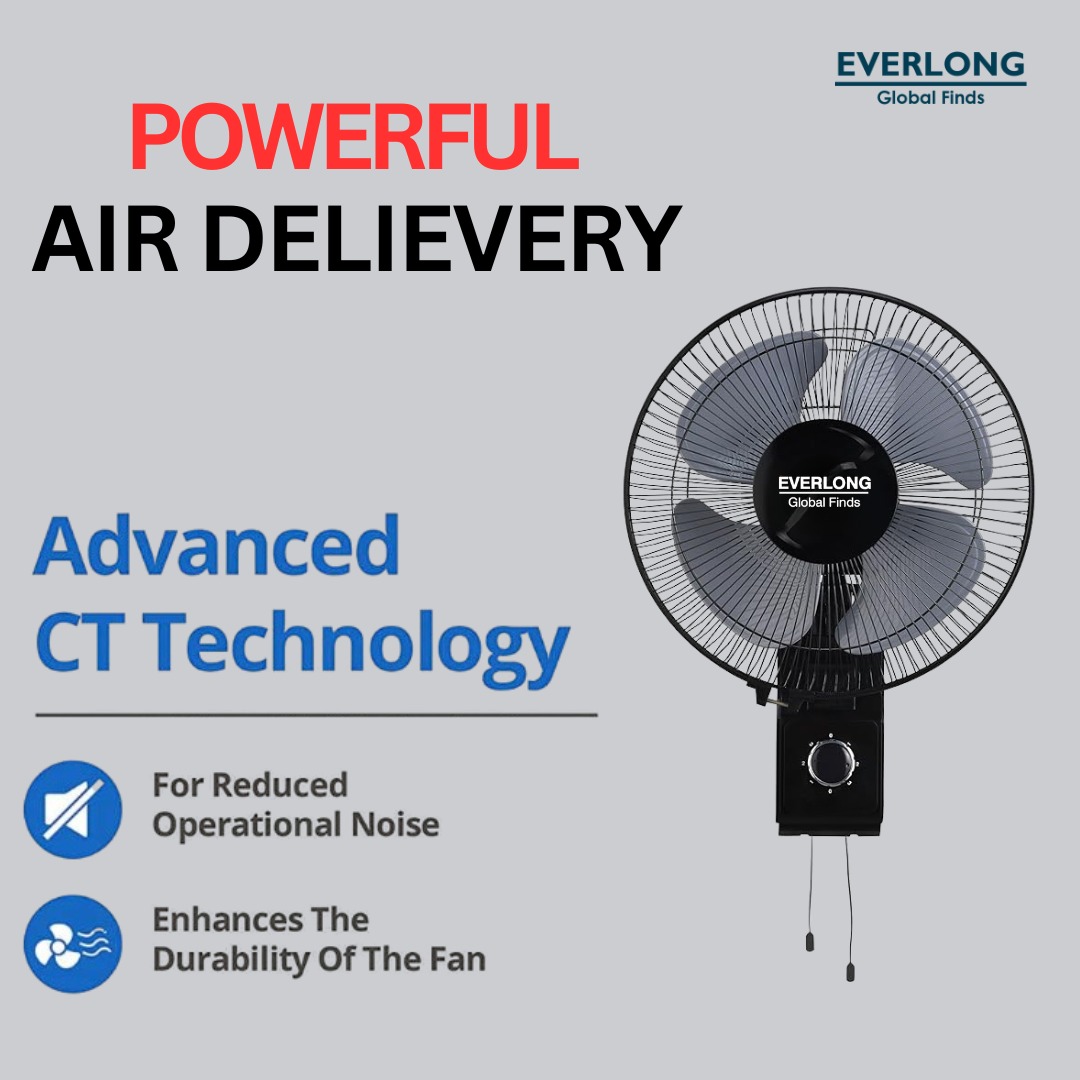 EVERLONG
Global Finds
POWERFUL
AIR DELIEVERY
EVERLONG
Global Finds
Advanced
CT Technology
For Reduced
Operational Noise
Enhances The
Durability Of The Fan